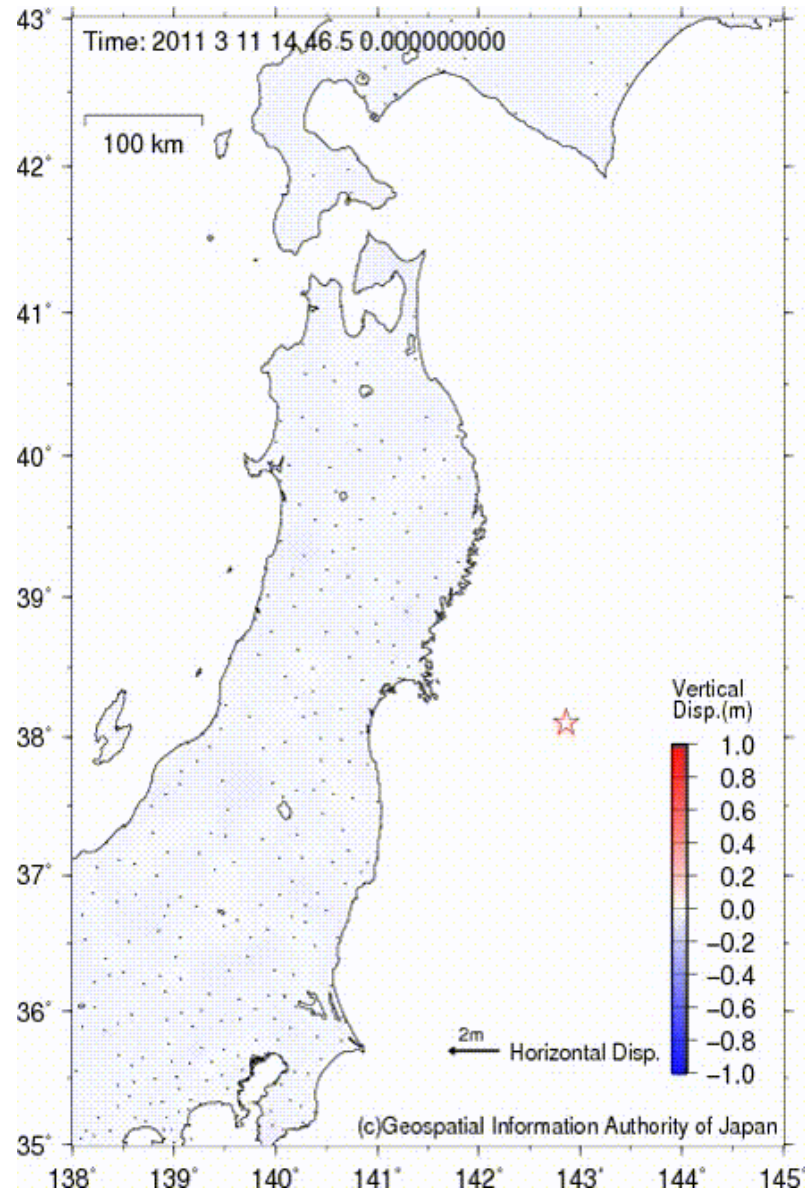 Time: 2011 3 11 14 46 5 0.000000000
43°
100 km
42°
41°
40°
39°
Vertical
Disp.(m)
38°
1.0
0.8
0.6
0.4
37°
0.2
0.0
-0.2
-0.4
36°
-0.6
-0.8
2m
Horizontal Disp.
-1.0
(c)Geospatial Information Authority of Japan
35°
138° 139° 140° 141° 142° 143° 144° 145°